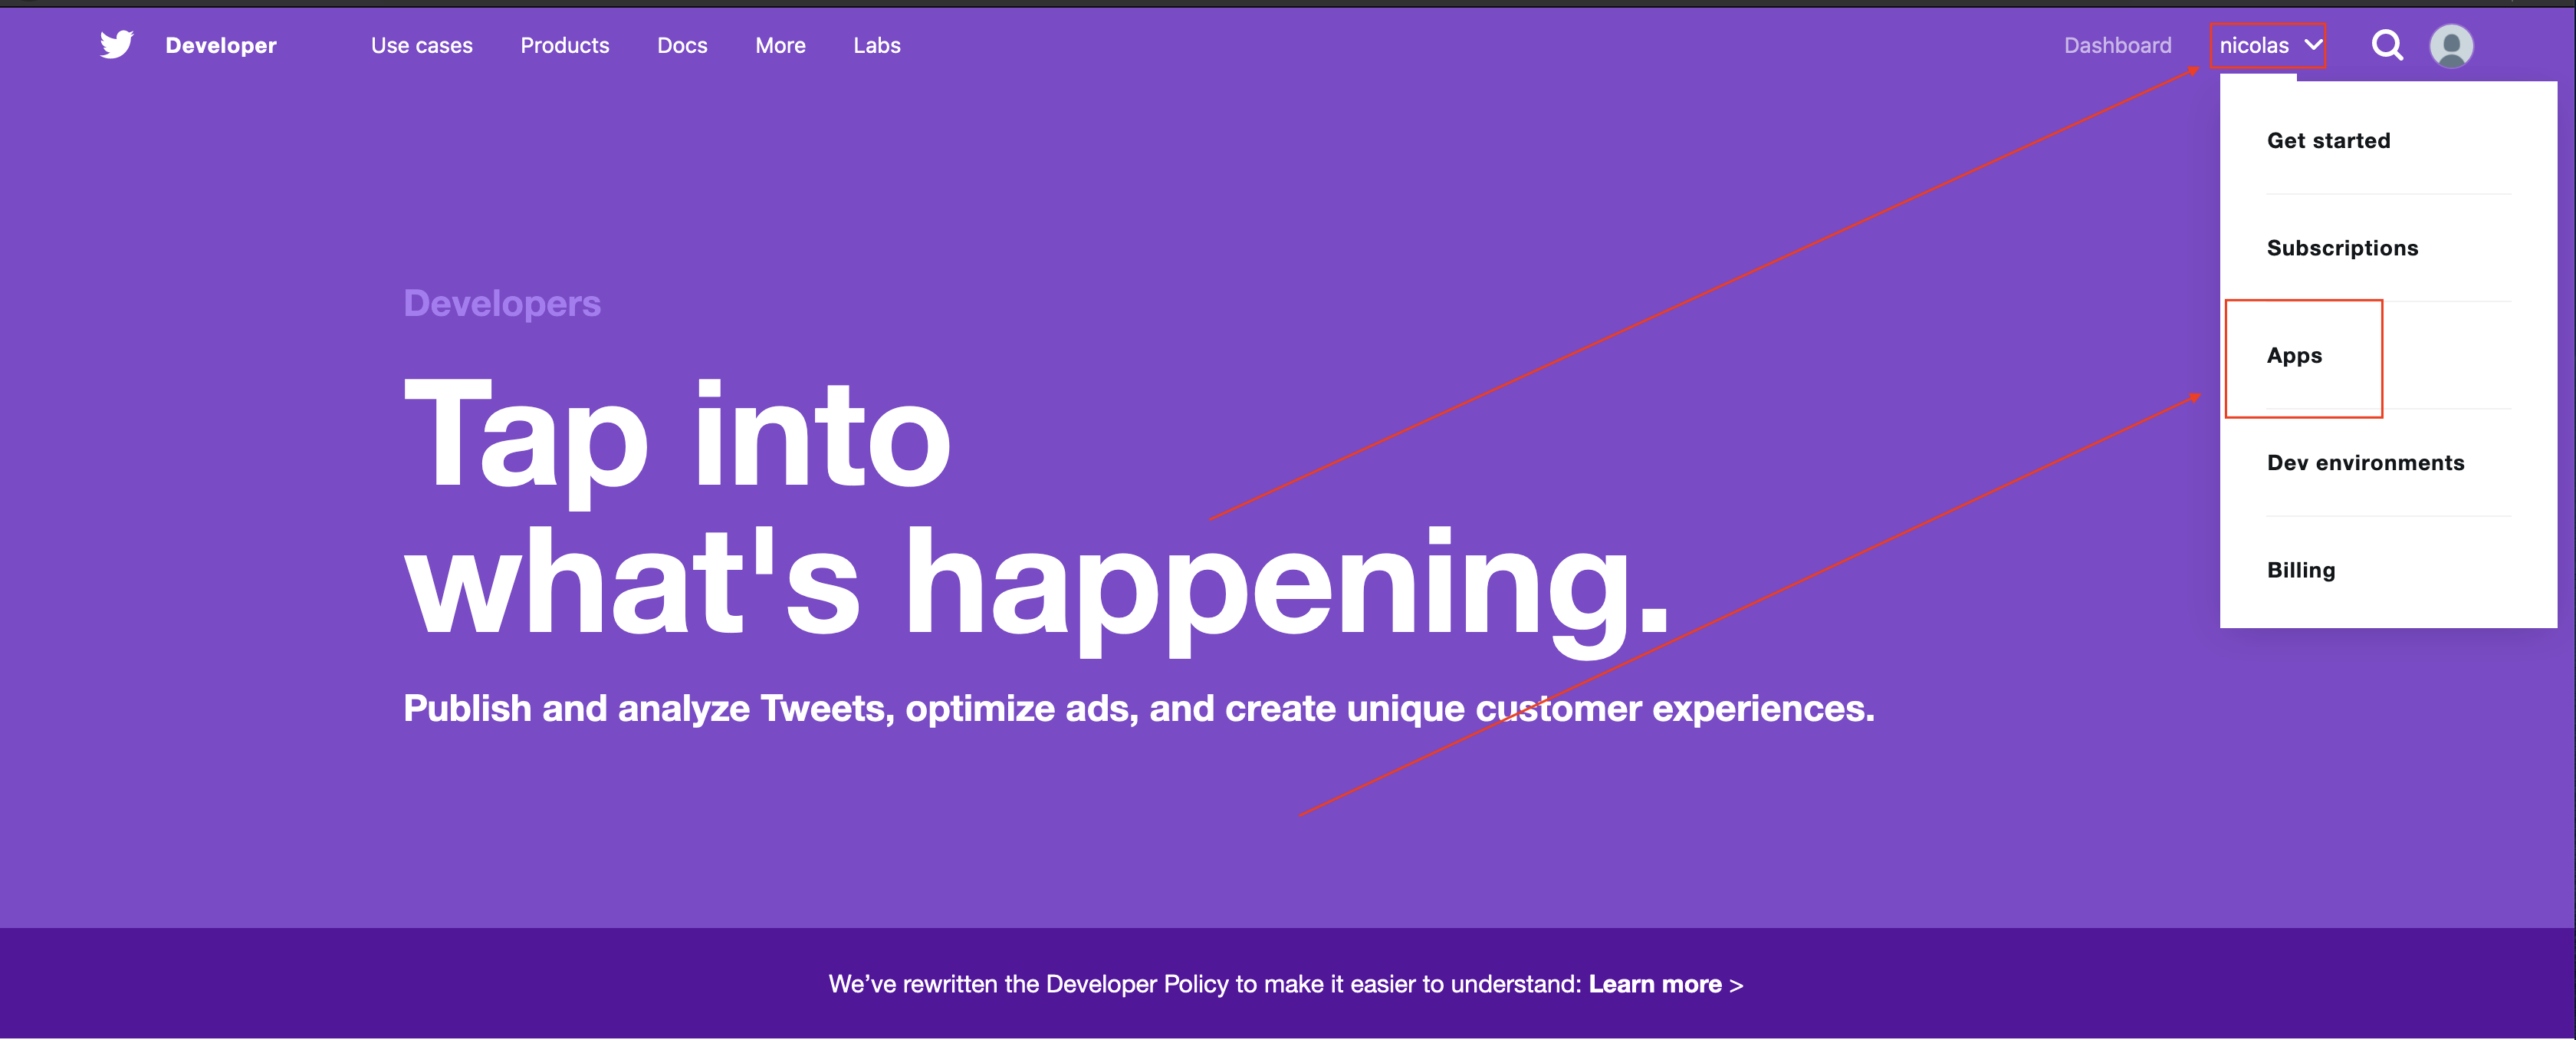 Developer
Use cases
Products
Docs
More
Labs
Dashboard
nicolas
Get started
Subscriptions
Apps
Dev environments
Billing
Developers
Tap into
what's happening.
Publish and analyze Tweets, optimize ads, and create unique customer experiences.
We’ve rewritten the Developer Policy to make it easier to understand: Learn more >